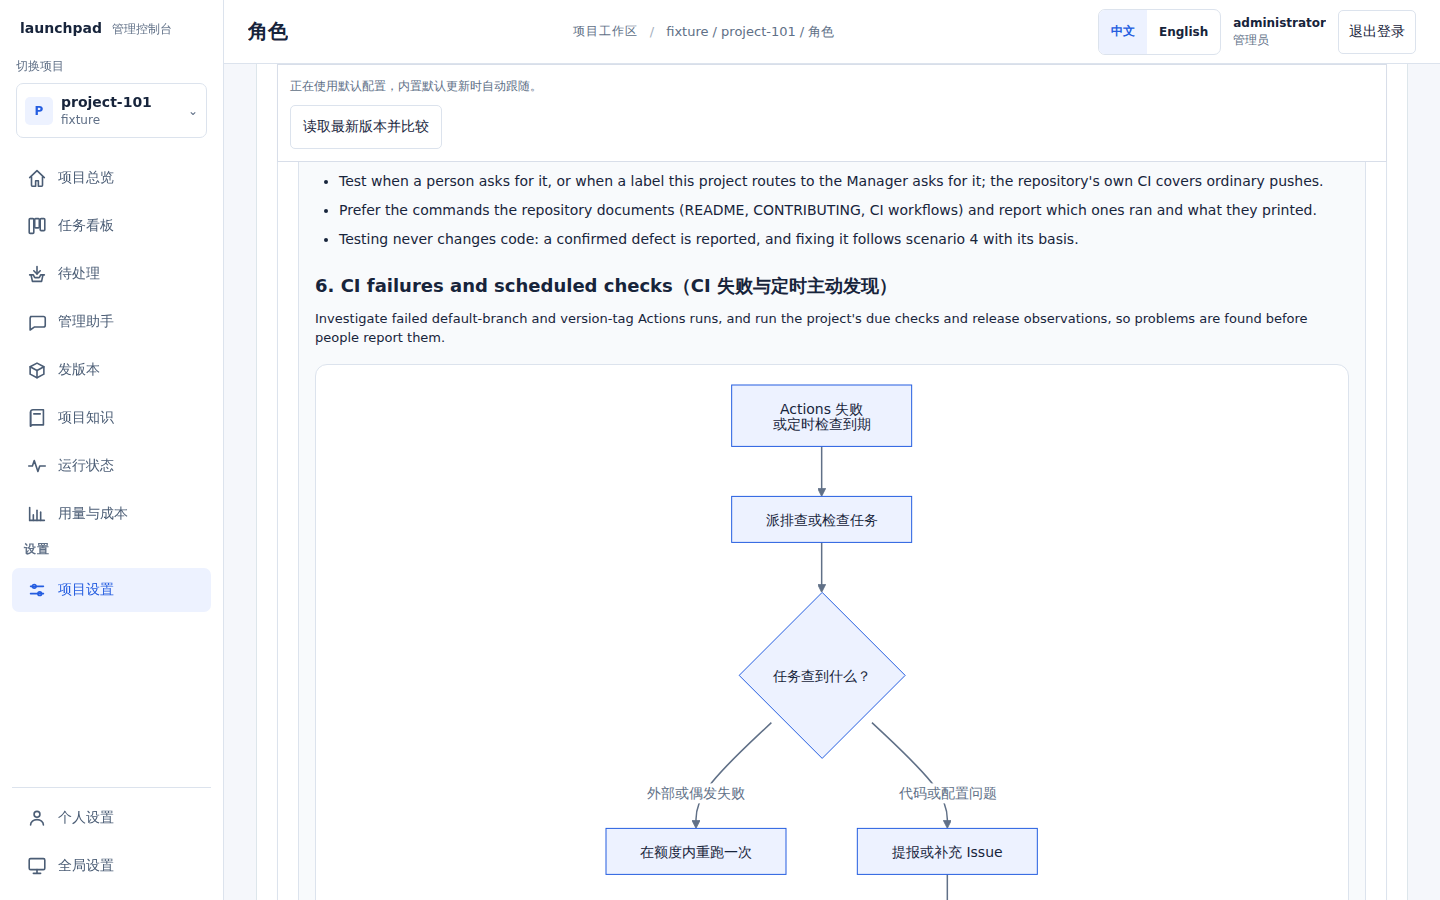 launchpad 管理控制台
切换项目
P
project-101
fixture
项目总览
任务看板
待处理
管理助手
发版本
项目知识
运行状态
用量与成本
设置
项目设置
个人设置
全局设置
角色
项目工作区 / fixture / project-101 / 角色
中文 English
administrator
管理员
退出登录
正在使用默认配置，内置默认更新时自动跟随。
读取最新版本并比较
• Test when a person asks for it, or when a label this project routes to the Manager asks for it; the repository's own CI covers ordinary pushes.
• Prefer the commands the repository documents (README, CONTRIBUTING, CI workflows) and report which ones ran and what they printed.
• Testing never changes code: a confirmed defect is reported, and fixing it follows scenario 4 with its basis.
6. CI failures and scheduled checks（CI 失败与定时主动发现）
Investigate failed default-branch and version-tag Actions runs, and run the project's due checks and release observations, so problems are found before
people report them.
Actions 失败
或定时检查到期
派排查或检查任务
任务查到什么？
外部或偶发失败
代码或配置问题
在额度内重跑一次
提报或补充 Issue